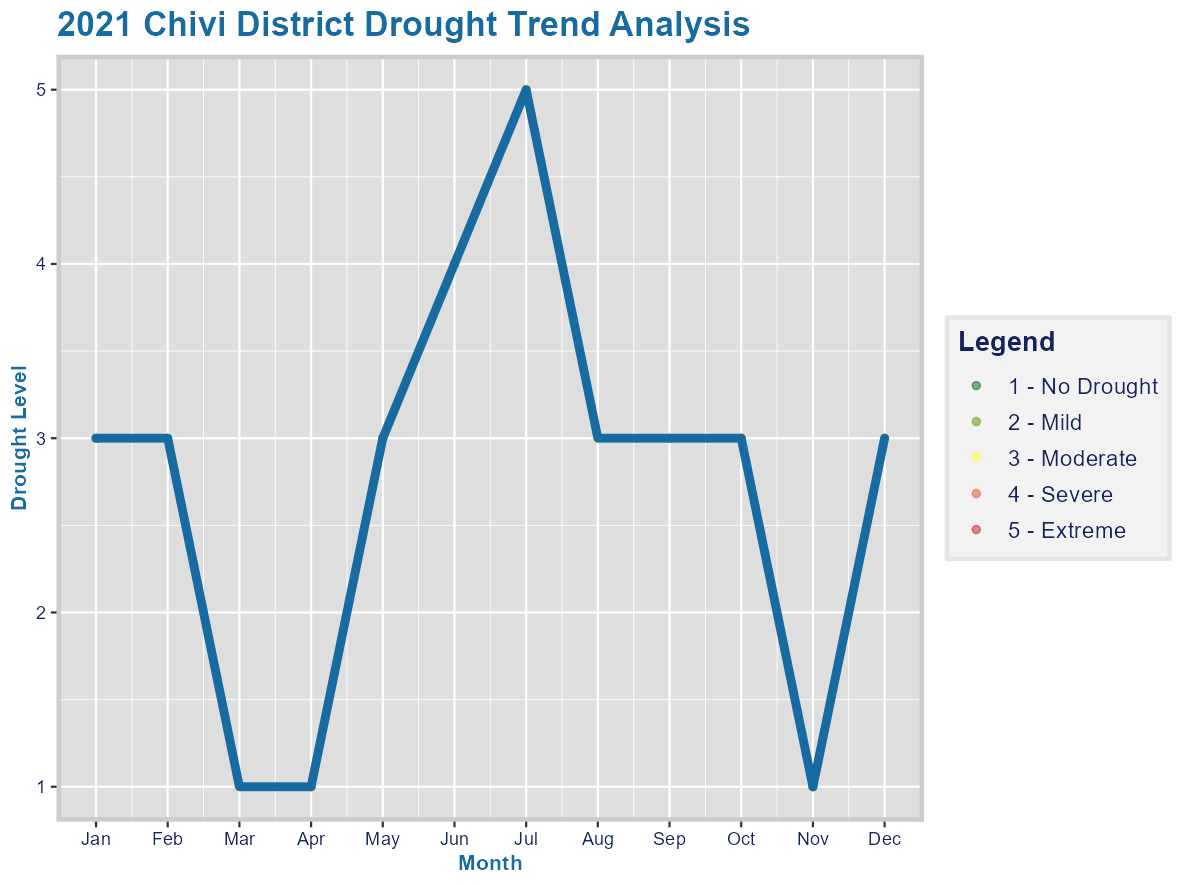 2021 Chivi District Drought Trend Analysis
Drought Level
5
4
3
2
1
Jan Feb Mar Apr May Jun Jul Aug Sep Oct Nov Dec
Month
Legend
1 - No Drought
2 - Mild
3 - Moderate
4 - Severe
5 - Extreme